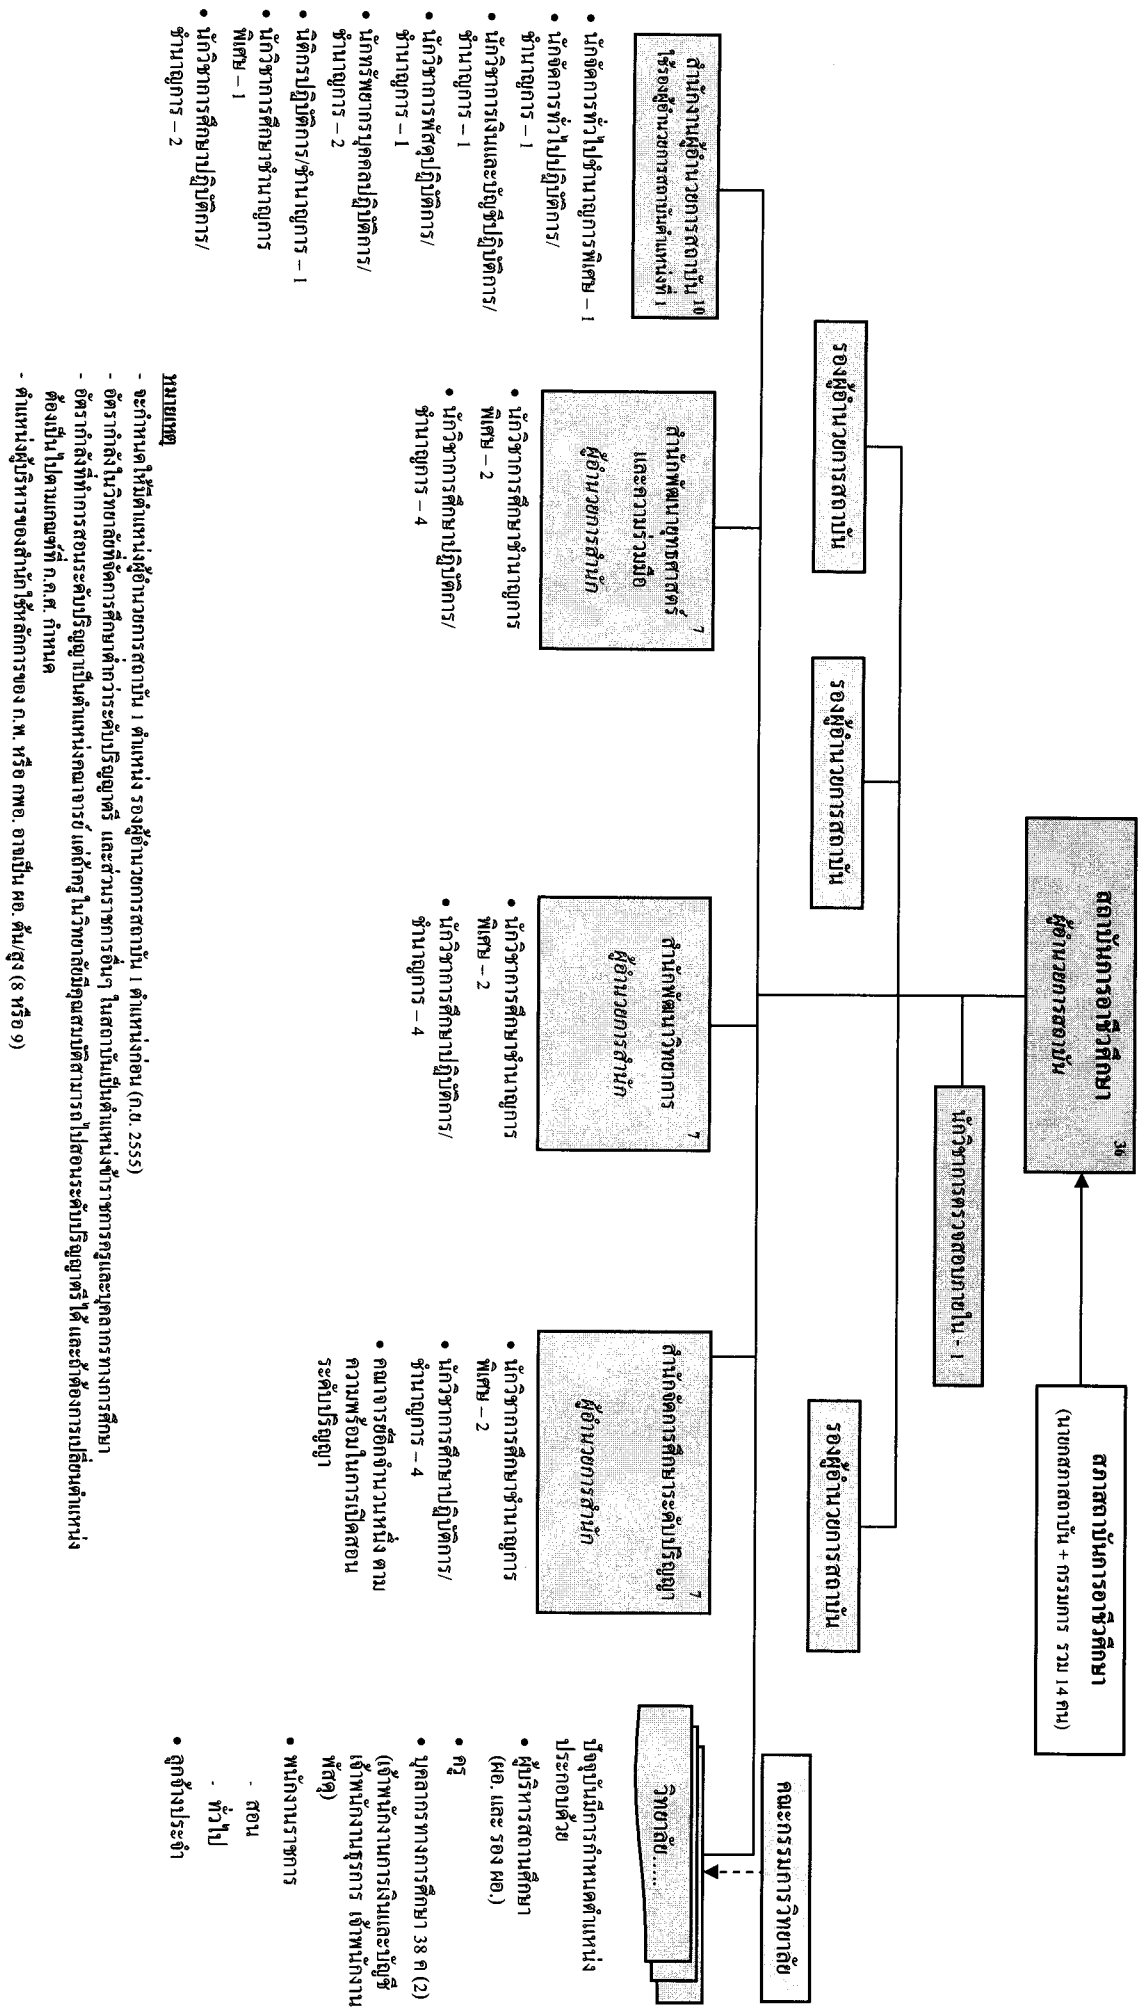 สภาสถาบันการอาชีวศึกษา
(นายกสภาสถาบัน + กรรมการ รวม 14 คน)
สถาบันการอาชีวศึกษา
36
ผู้อำนวยการสถาบัน
นักวิชาการตรวจสอบภายใน - 1
รองผู้อำนวยการสถาบัน
รองผู้อำนวยการสถาบัน
รองผู้อำนวยการสถาบัน
คณะกรรมการวิทยาลัย
สำนักงานผู้อำนวยการสถาบัน
10
ใช้รองผู้อำนวยการสถาบันตำแหน่งที่ 1
• นักจัดการทั่วไปชำนาญการพิเศษ – 1
• นักจัดการทั่วไปปฏิบัติการ/
ชำนาญการ – 1
• นักวิชาการเงินและบัญชีปฏิบัติการ/
ชำนาญการ – 1
• นักวิชาการพัสดุปฏิบัติการ/
ชำนาญการ – 1
• นักทรัพยากรบุคคลปฏิบัติการ/
ชำนาญการ – 2
• นิติกรปฏิบัติการ/ชำนาญการ – 1
• นักวิชาการศึกษาชำนาญการ
พิเศษ – 1
• นักวิชาการศึกษาปฏิบัติการ/
ชำนาญการ – 2
สำนักพัฒนายุทธศาสตร์
7
และความร่วมมือ
ผู้อำนวยการสำนัก
• นักวิชาการศึกษาชำนาญการ
พิเศษ – 2
• นักวิชาการศึกษาปฏิบัติการ/
ชำนาญการ – 4
สำนักพัฒนาวิทยาการ
7
ผู้อำนวยการสำนัก
• นักวิชาการศึกษาชำนาญการ
พิเศษ – 2
• นักวิชาการศึกษาปฏิบัติการ/
ชำนาญการ – 4
สำนักจัดการศึกษาระดับปริญญา
7
ผู้อำนวยการสำนัก
• นักวิชาการศึกษาชำนาญการ
พิเศษ – 2
• นักวิชาการศึกษาปฏิบัติการ/
ชำนาญการ – 4
• คณาจารย์อีกจำนวนหนึ่ง ตาม
ความพร้อมในการเปิดสอน
ระดับปริญญา
วิทยาลัย.....
ปัจจุบันมีการกำหนดตำแหน่ง
ประกอบด้วย
• ผู้บริหารสถานศึกษา
(ผอ. และ รอง ผอ.)
• ครู
• บุคลากรทางการศึกษา 38 ค (2)
(เจ้าพนักงานการเงินและบัญชี
เจ้าพนักงานธุรการ เจ้าพนักงาน
พัสดุ)
• พนักงานราชการ
- สอน
- ทั่วไป
• ลูกจ้างประจำ
หมายเหตุ
- จะกำหนดให้มีตำแหน่งผู้อำนวยการสถาบัน 1 ตำแหน่ง รองผู้อำนวยการสถาบัน 1 ตำแหน่งก่อน (ก.ย. 2555)
- อัตรากำลังในวิทยาลัยที่จัดการศึกษาต่ำกว่าระดับปริญญาตรี และส่วนราชการอื่นๆ ในสถาบันเป็นตำแหน่งข้าราชการครูและบุคลากรทางการศึกษา
- อัตรากำลังที่ทำการสอนระดับปริญญาเป็นตำแหน่งคณาจารย์ แต่ถ้าครูในวิทยาลัยมีคุณสมบัติสามารถไปสอนระดับปริญญาตรีได้ และถ้าต้องการเปลี่ยนตำแหน่ง
ต้องเป็นไปตามเกณฑ์ที่ ก.ค.ศ. กำหนด
- ตำแหน่งผู้บริหารของสำนักใช้หลักการของ ก.พ. หรือ กพอ. อาจเป็น ผอ. ต้น/สูง (8 หรือ 9)